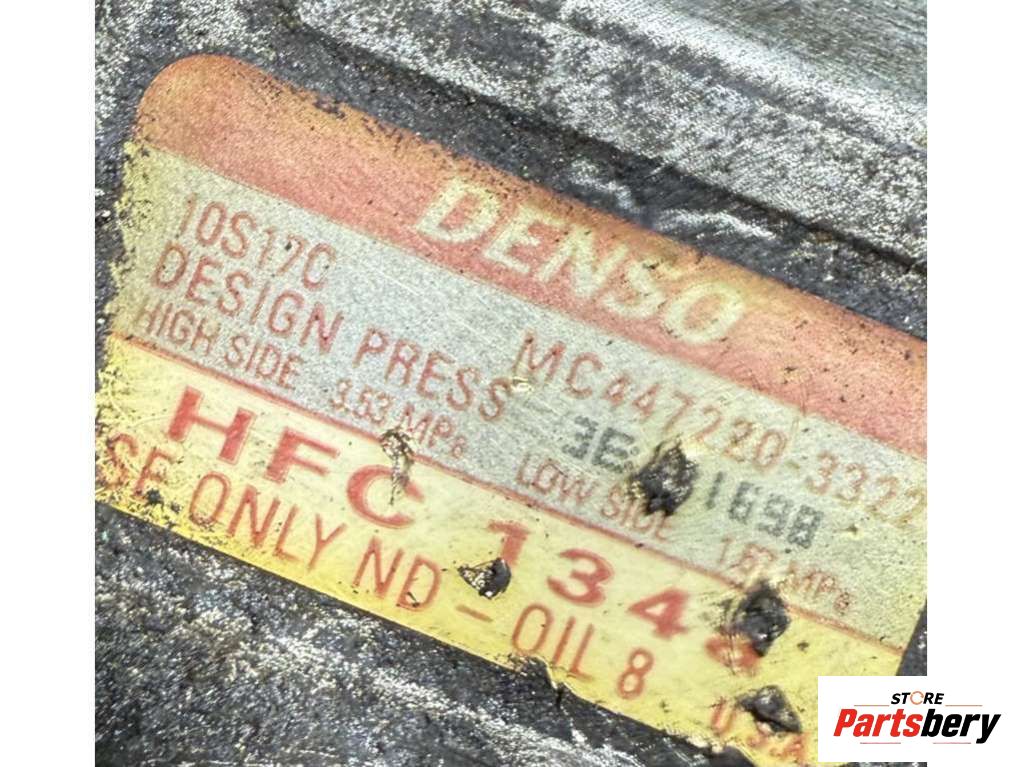 DENSO
10S17C MC447220-3322
DESIGN PRESS 1698
HIGH SIDE 3.53 MPa LOW SIDE MPa
HFC 134a
SE ONLY ND-OIL 8
USA
STORE
Partsbery